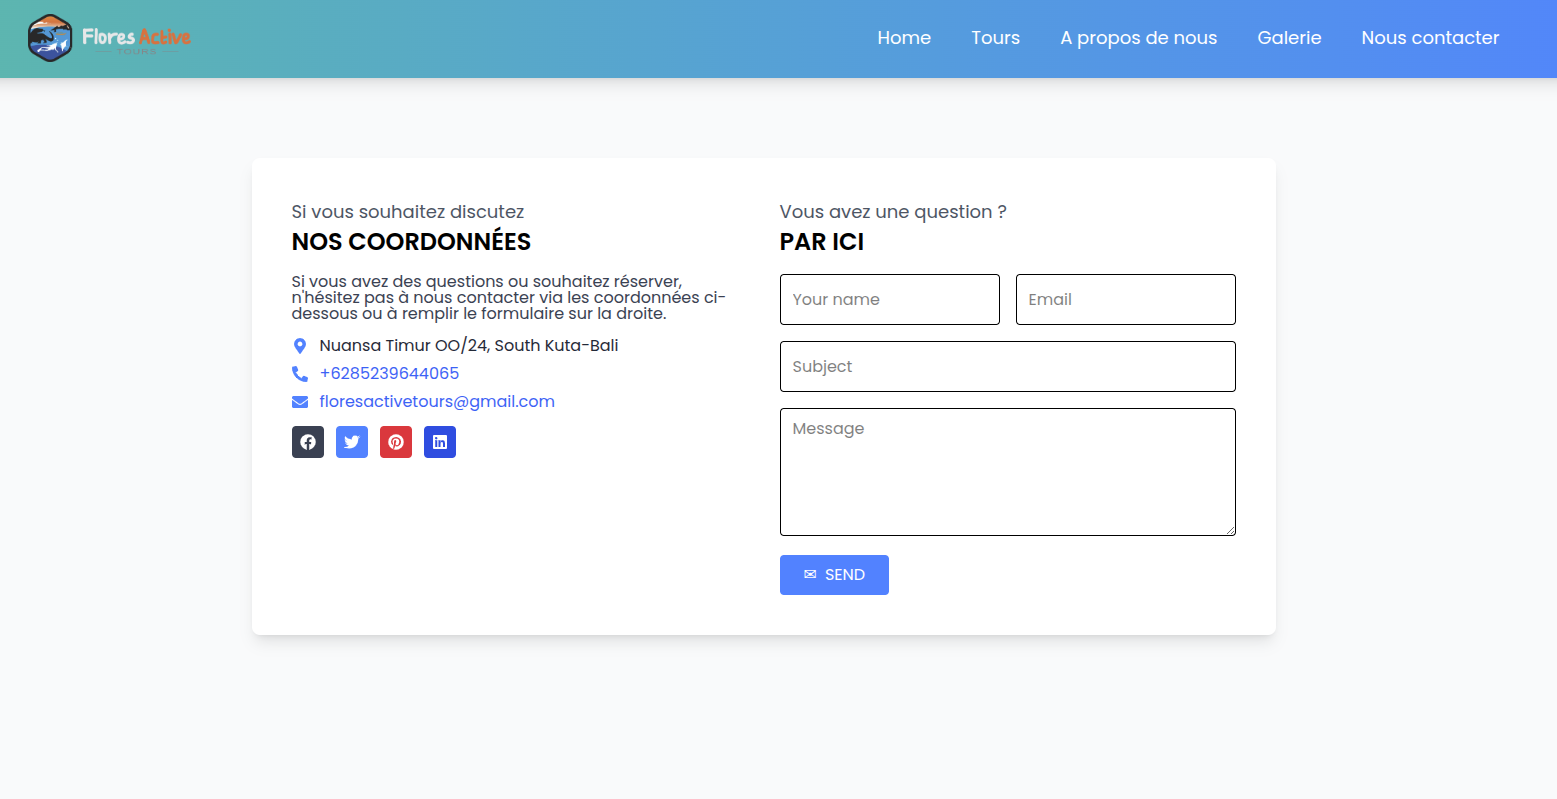 Flores Active
TOURS
Home
Tours
A propos de nous
Galerie
Nous contacter
Si vous souhaitez discutez
NOS COORDONNÉES
Si vous avez des questions ou souhaitez réserver,
n'hésitez pas à nous contacter via les coordonnées ci-
dessous ou à remplir le formulaire sur la droite.
Nuansa Timur OO/24, South Kuta-Bali
+6285239644065
floresactivetours@gmail.com
Vous avez une question ?
PAR ICI
Your name
Email
Subject
Message
✉ SEND